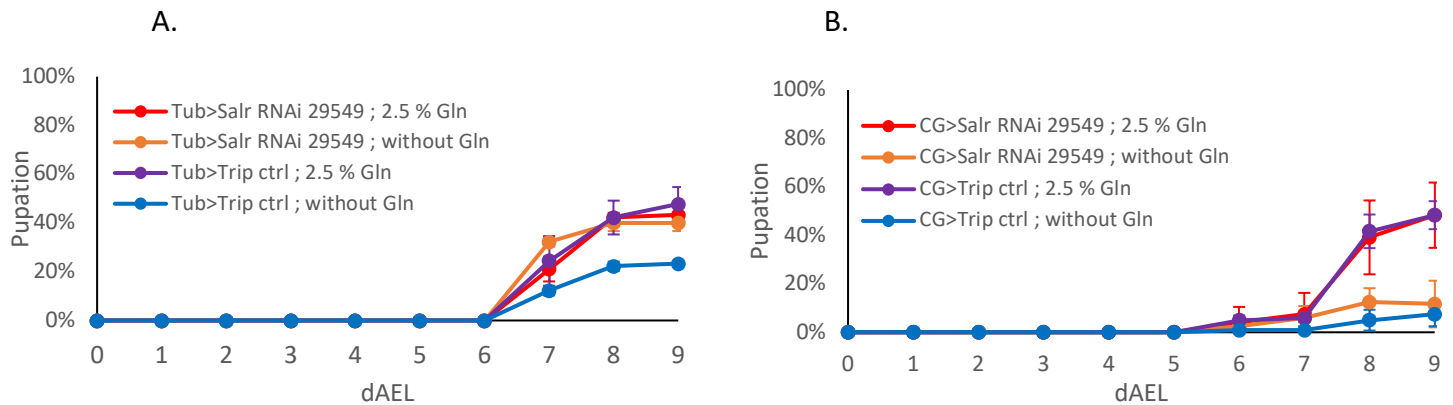 A.
100%
80%
60%
40%
20%
0%
Pupation
Tub>Salr RNAi 29549 ; 2.5 % Gln
Tub>Salr RNAi 29549 ; without Gln
Tub>Trip ctrl ; 2.5 % Gln
Tub>Trip ctrl ; without Gln
0 1 2 3 4 5 6 7 8 9
dAEL
B.
100%
80%
60%
40%
20%
0%
Pupation
CG>Salr RNAi 29549 ; 2.5 % Gln
CG>Salr RNAi 29549 ; without Gln
CG>Trip ctrl ; 2.5 % Gln
CG>Trip ctrl ; without Gln
0 1 2 3 4 5 6 7 8 9
dAEL